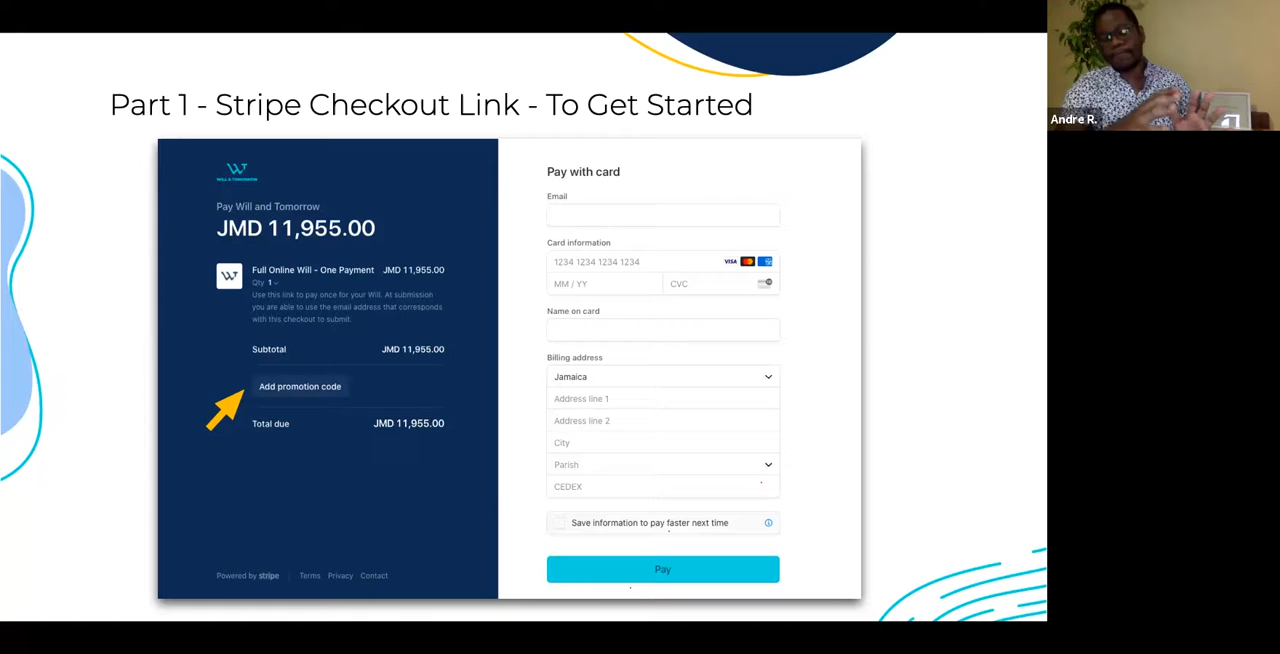 Part 1 - Stripe Checkout Link - To Get Started
Andre R.
WILL & TOMORROW
Pay Will and Tomorrow
JMD 11,955.00
Full Online Will - One Payment JMD 11,955.00
Qty 1
Use this link to pay once for your Will. At submission
you are able to use the email address that corresponds
with this checkout to submit.
Subtotal JMD 11,955.00
Add promotion code
Total due JMD 11,955.00
Powered by stripe Terms Privacy Contact
Pay with card
Email
Card information
1234 1234 1234 1234 VISA
MM / YY CVC
Name on card
Billing address
Jamaica
Address line 1
Address line 2
City
Parish
CEDEX
Save information to pay faster next time
Pay